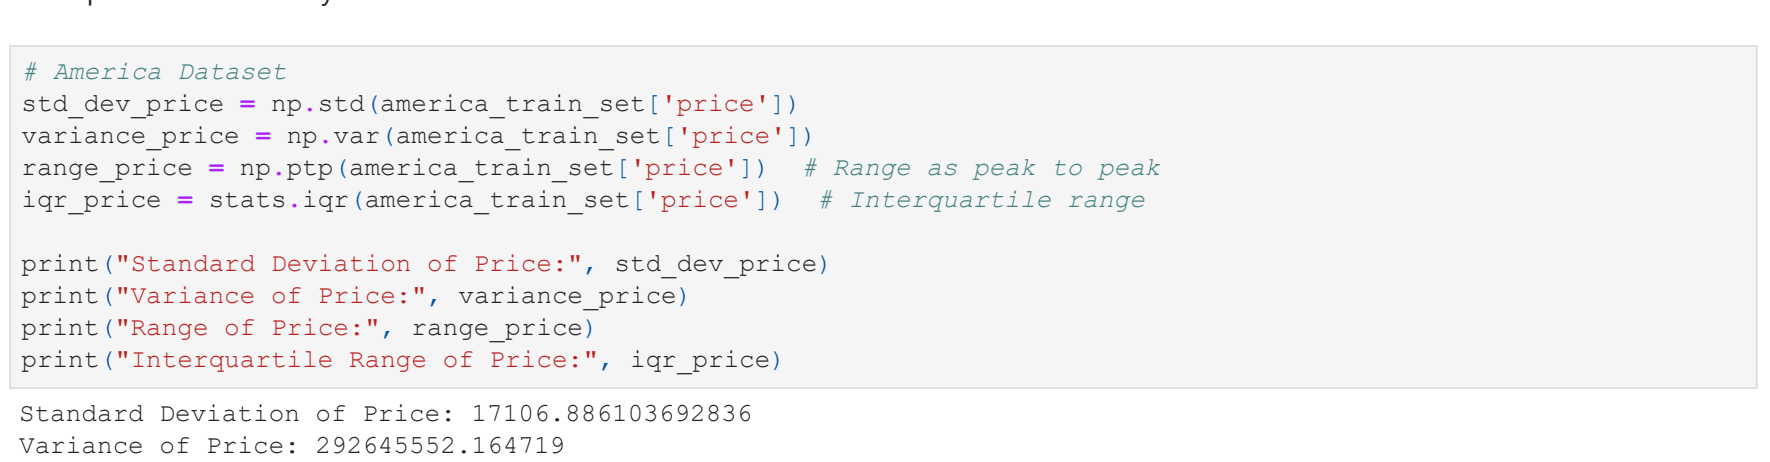 # America Dataset
std_dev_price = np.std(america_train_set['price'])
variance_price = np.var(america_train_set['price'])
range_price = np.ptp(america_train_set['price'])  # Range as peak to peak
iqr_price = stats.iqr(america_train_set['price'])  # Interquartile range
print("Standard Deviation of Price:", std_dev_price)
print("Variance of Price:", variance_price)
print("Range of Price:", range_price)
print("Interquartile Range of Price:", iqr_price)
Standard Deviation of Price: 17106.886103692836
Variance of Price: 292645552.164719